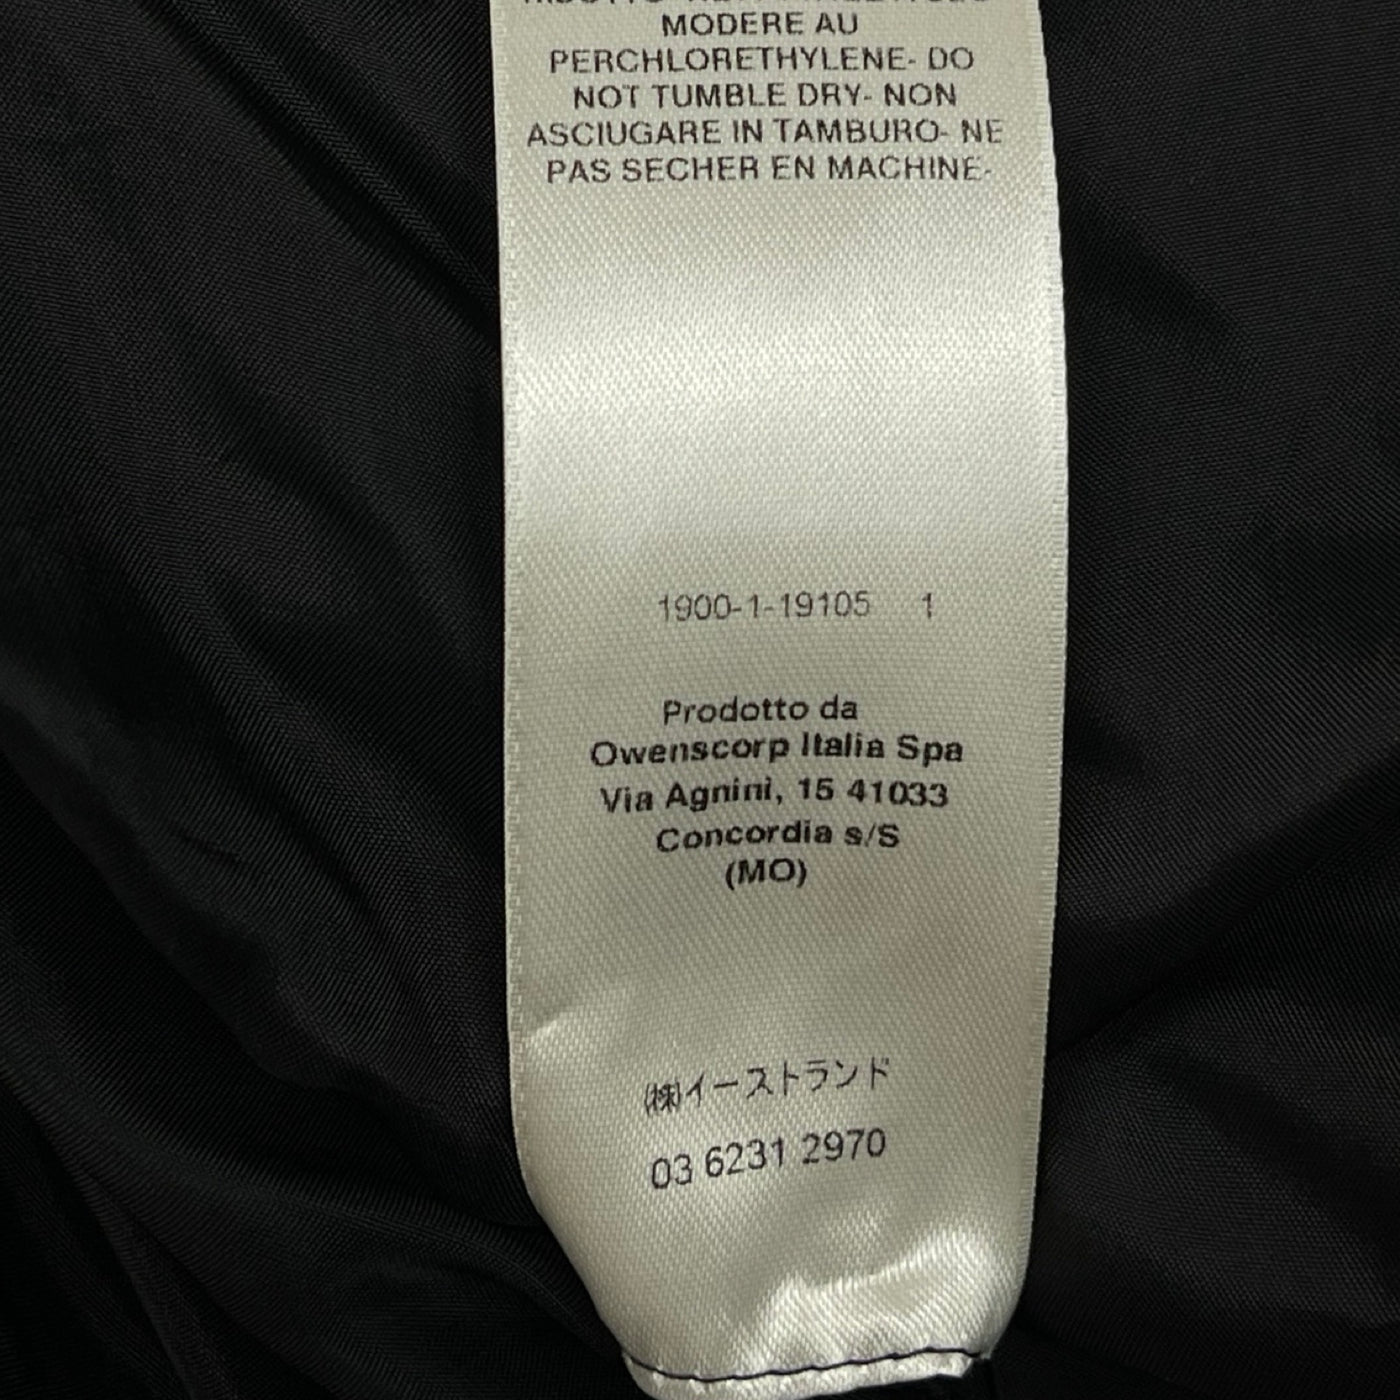 MODERE AU
PERCHLORETHYLENE- DO
NOT TUMBLE DRY- NON
ASCIUGARE IN TAMBURO- NE
PAS SECHER EN MACHINE-
1900-1-19105 1
Prodotto da
Owenscorp Italia Spa
Via Agnini, 15 41033
Concordia s/S
(MO)
(株)イーストランド
03 6231 2970